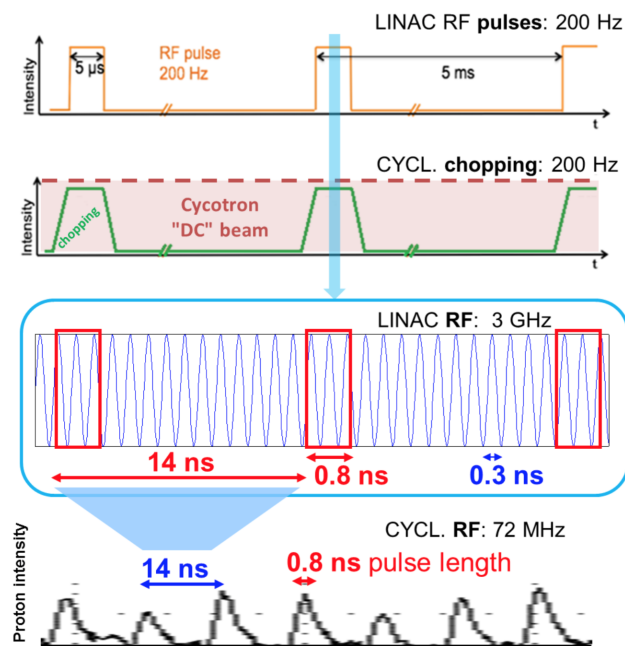 LINAC RF pulses: 200 Hz
Intensity
5 µs
RF pulse
200 Hz
5 ms
t
CYCL. chopping: 200 Hz
Intensity
chopping
Cycotron
"DC" beam
t
LINAC RF: 3 GHz
14 ns
0.8 ns
0.3 ns
CYCL. RF: 72 MHz
Proton intensity
14 ns
0.8 ns pulse length